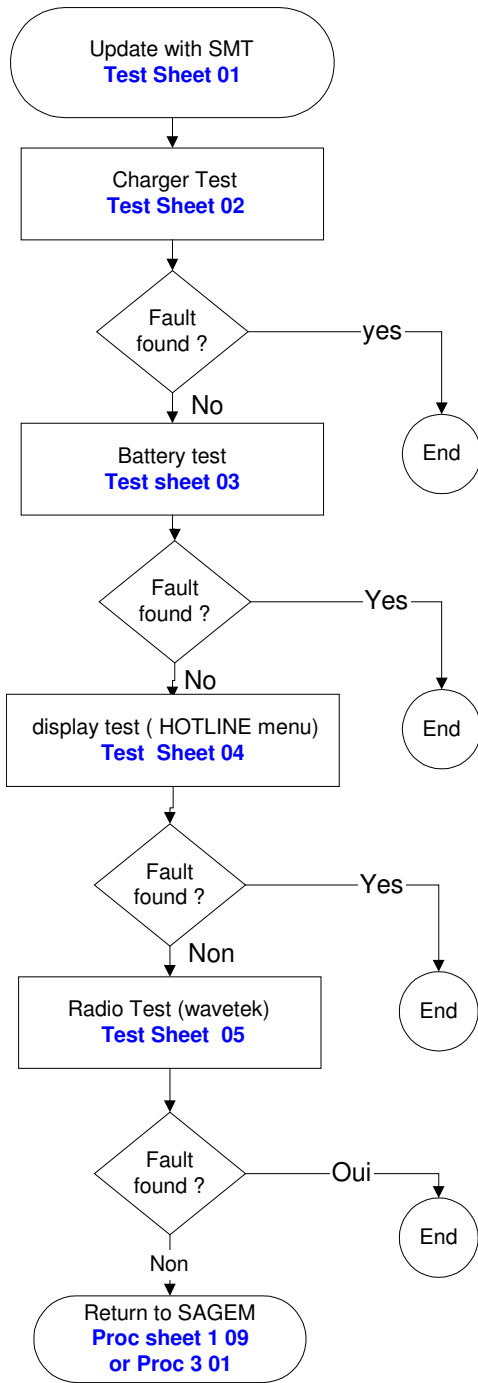 Update with SMT
Test Sheet 01
Charger Test
Test Sheet 02
Fault
found ?
yes
End
No
Battery test
Test sheet 03
Fault
found ?
Yes
End
No
display test ( HOTLINE menu)
Test Sheet 04
Fault
found ?
Yes
End
Non
Radio Test (wavetek)
Test Sheet 05
Fault
found ?
Oui
End
Non
Return to SAGEM
Proc sheet 1 09
or Proc 3 01